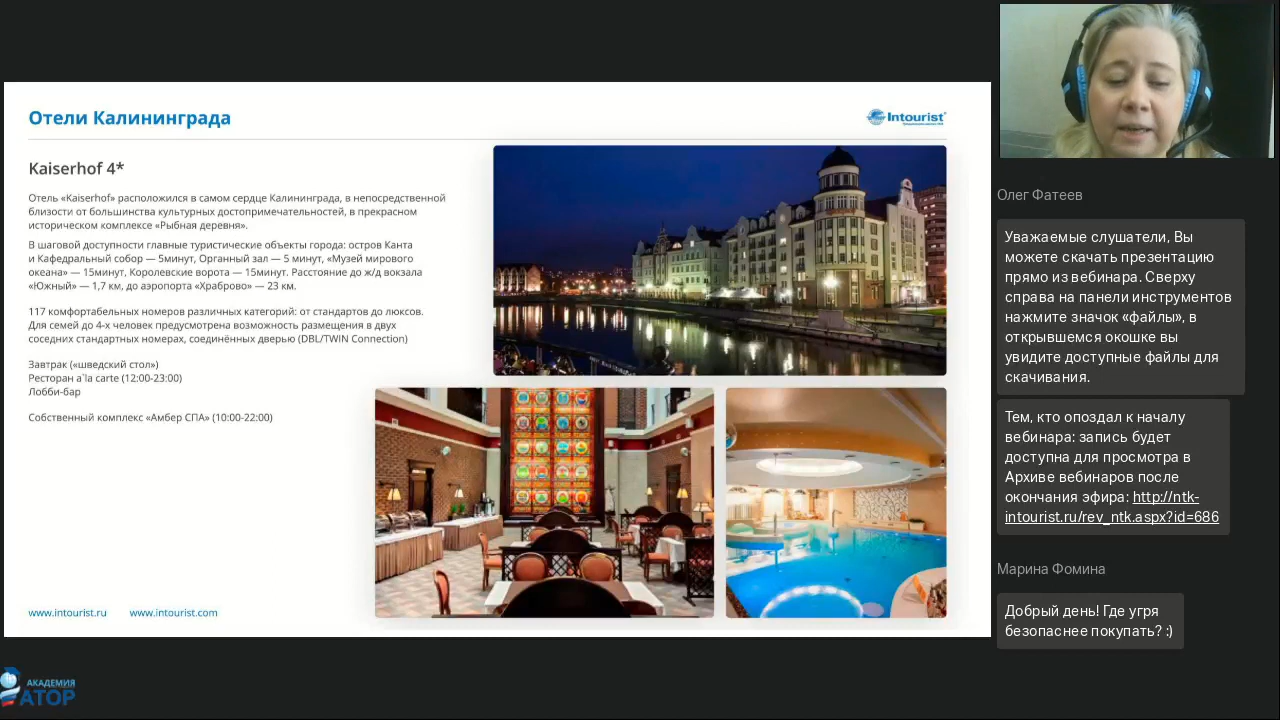 Отели Калининграда
Intourist
Kaiserhof 4*
Отель «Kaiserhof» расположился в самом сердце Калининграда, в непосредственной
близости от большинства культурных достопримечательностей, в прекрасном
историческом комплексе «Рыбная деревня».
В шаговой доступности главные туристические объекты города: остров Канта
и Кафедральный собор — 5минут, Органный зал — 5 минут, «Музей мирового
океана» — 15минут, Королевские ворота — 15минут. Расстояние до ж/д вокзала
«Южный» — 1,7 км, до аэропорта «Храброво» — 23 км.
117 комфортабельных номеров различных категорий: от стандартов до люксов.
Для семей до 4-х человек предусмотрена возможность размещения в двух
соседних стандартных номерах, соединённых дверью (DBL/TWIN Connection)
Завтрак («шведский стол»)
Ресторан a`la carte (12:00-23:00)
Лобби-бар
Собственный комплекс «Амбер СПА» (10:00-22:00)
www.intourist.ru www.intourist.com
АКАДЕМИЯ
АТОР
Олег Фатеев
Уважаемые слушатели, Вы
можете скачать презентацию
прямо из вебинара. Сверху
справа на панели инструментов
нажмите значок «файлы», в
открывшемся окошке вы
увидите доступные файлы для
скачивания.
Тем, кто опоздал к началу
вебинара: запись будет
доступна для просмотра в
Архиве вебинаров после
окончания эфира: http://ntk-
intourist.ru/rev_ntk.aspx?id=686
Марина Фомина
Добрый день! Где угря
безопаснее покупать? :)